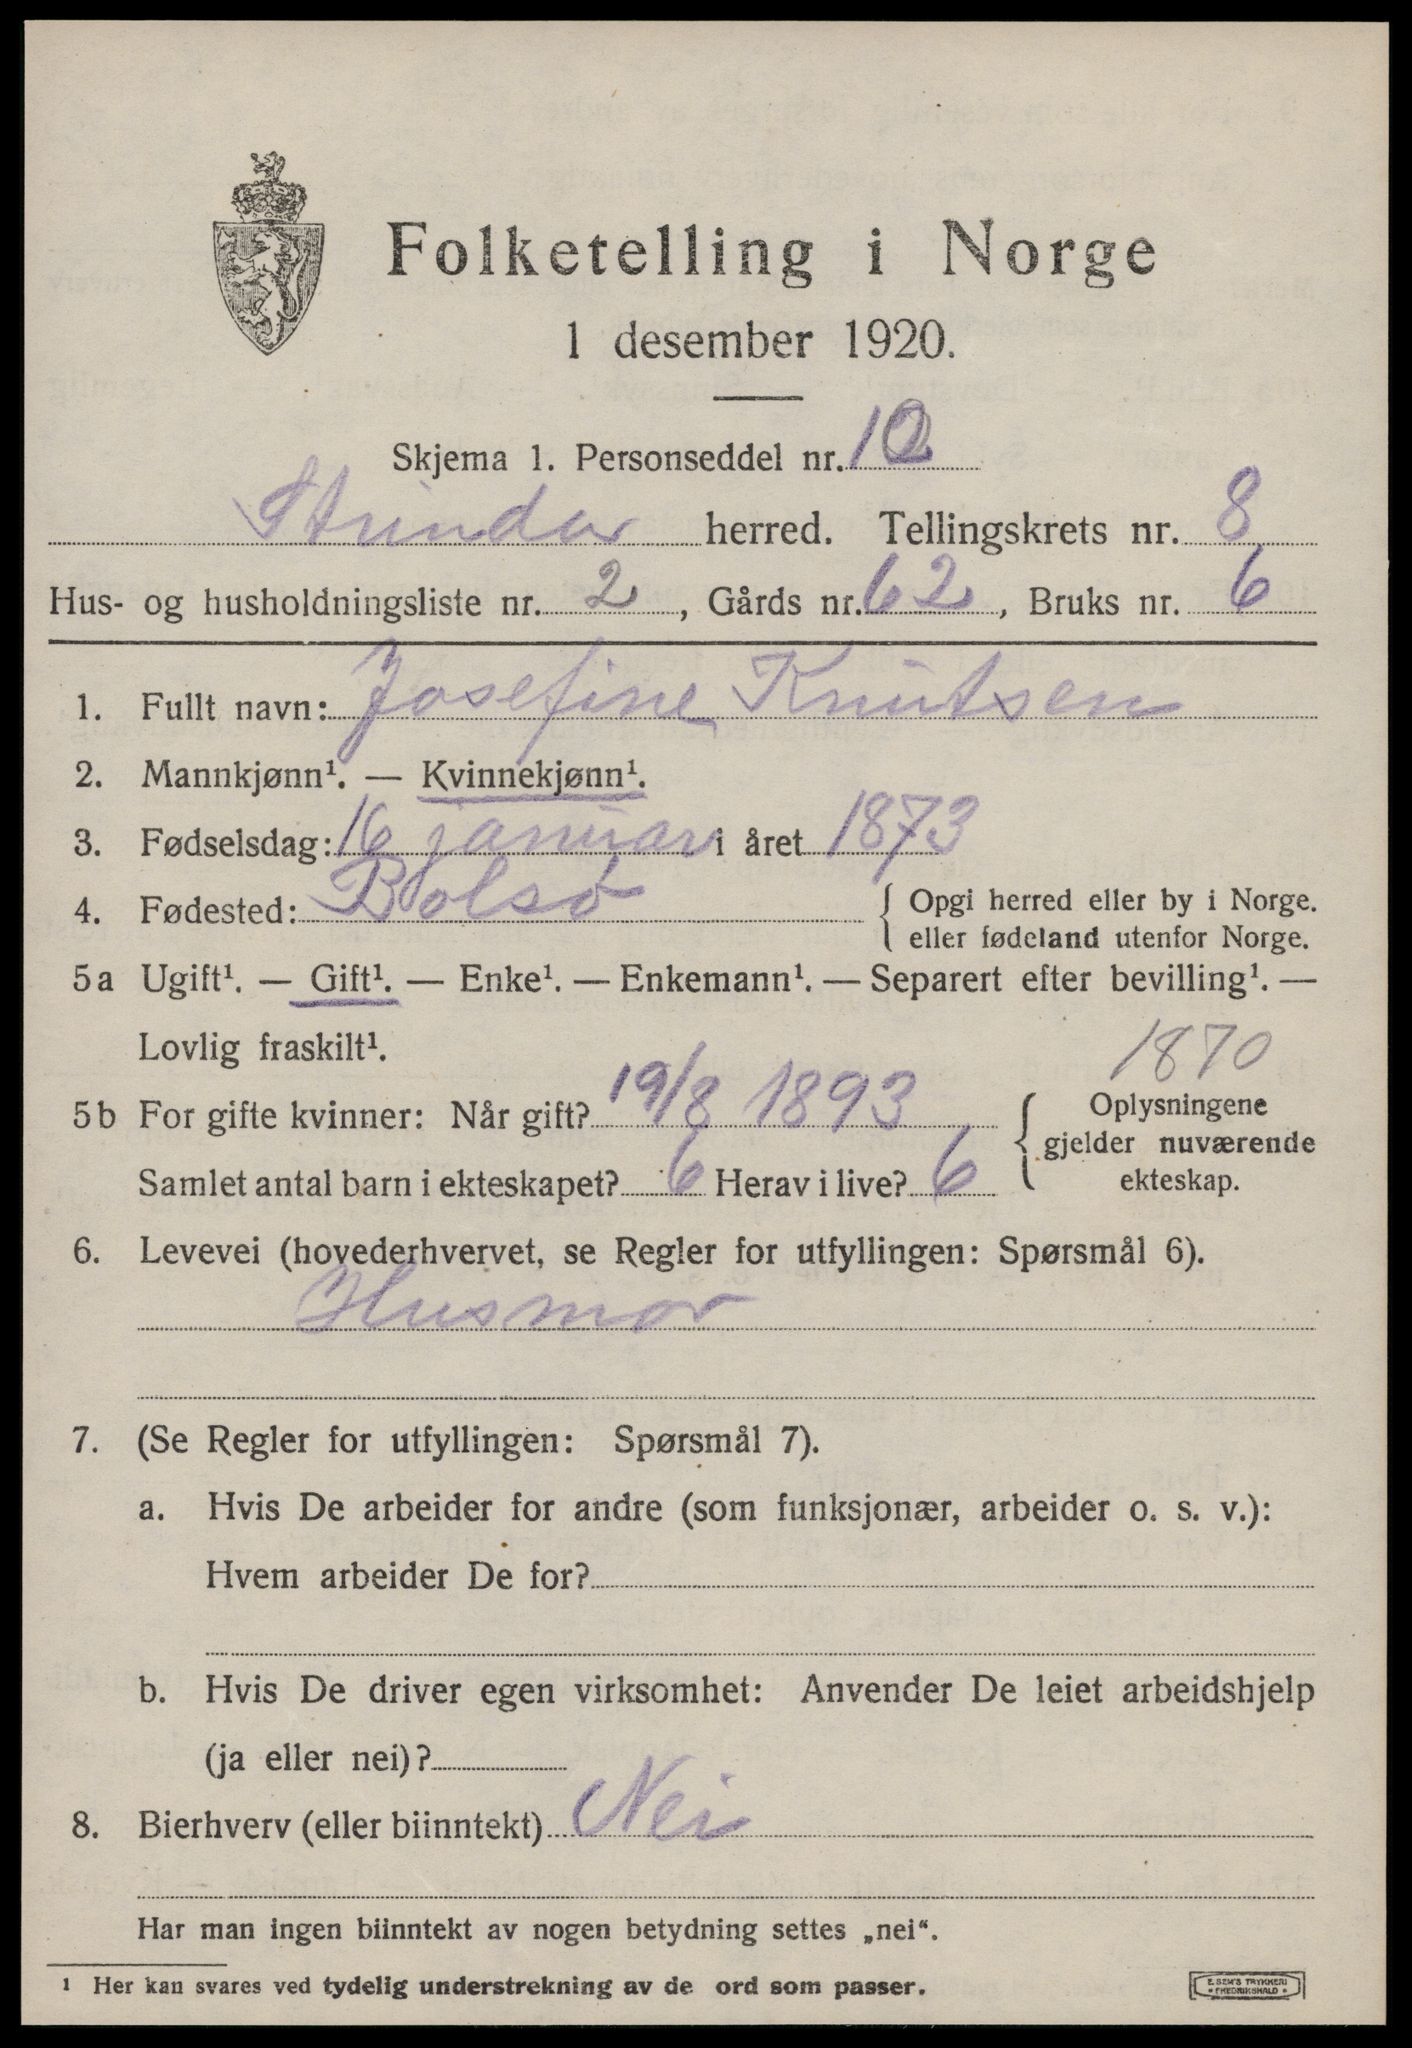 Folketelling i Norge
1 desember 1920.
Skjema 1. Personseddel nr. 10
Strinda herred. Tellingskrets nr. 8
Hus- og husholdningsliste nr. 2, Gårds nr. 62, Bruks nr. 6
1. Fullt navn: Josefine Knutsen
2. Mannkjønn¹. — Kvinnekjønn¹.
3. Fødselsdag: 16 januar i året 1873
4. Fødested: Bolsø { Opgi herred eller by i Norge.
eller fødeland utenfor Norge.
5a Ugift¹. — Gift¹. — Enke¹. — Enkemann¹. — Separert efter bevilling¹. —
Lovlig fraskilt¹.
1870
5b For gifte kvinner: Når gift? 19/8 1893 { Oplysningene
gjelder nuværende
Samlet antal barn i ekteskapet? 6 Herav i live? 6 ekteskap.
6. Levevei (hovederhvervet, se Regler for utfyllingen: Spørsmål 6).
Husmor
7. (Se Regler for utfyllingen: Spørsmål 7).
a. Hvis De arbeider for andre (som funksjonær, arbeider o. s. v.):
Hvem arbeider De for?
b. Hvis De driver egen virksomhet: Anvender De leiet arbeidshjelp
(ja eller nei)?
8. Bierhverv (eller biinntekt) Nei
Har man ingen biinntekt av nogen betydning settes „nei“.
¹ Her kan svares ved tydelig understrekning av de ord som passer.
E. SEM'S TRYKKERI
FREDRIKSHALD